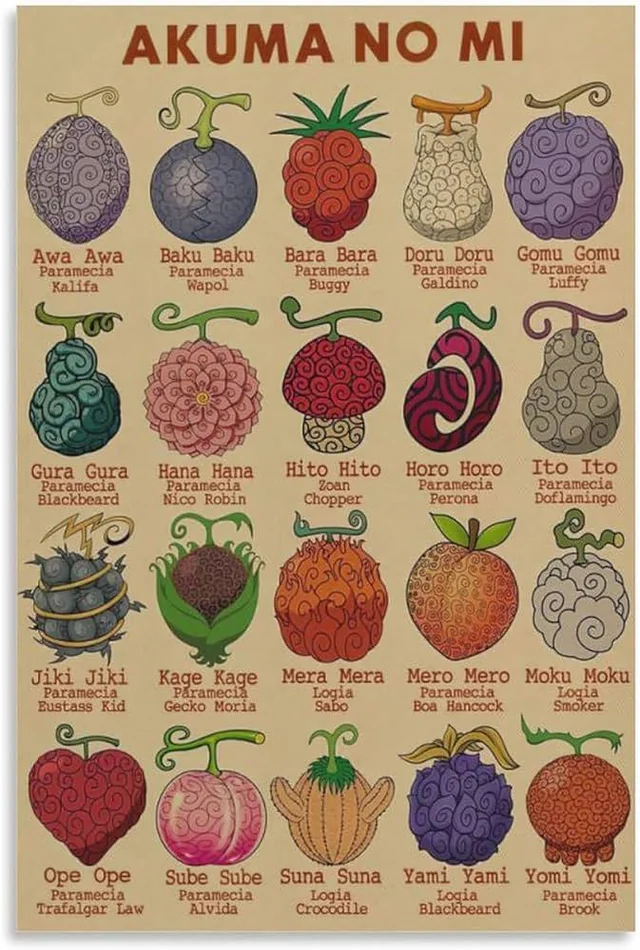 AKUMA NO MI
Awa Awa
Paramecia
Kalifa
Baku Baku
Paramecia
Wapol
Bara Bara
Paramecia
Buggy
Doru Doru
Paramecia
Galdino
Gomu Gomu
Paramecia
Luffy
Gura Gura
Paramecia
Blackbeard
Hana Hana
Paramecia
Nico Robin
Hito Hito
Zoan
Chopper
Horo Horo
Paramecia
Perona
Ito Ito
Paramecia
Doflamingo
Jiki Jiki
Paramecia
Eustass Kid
Kage Kage
Paramecia
Gecko Moria
Mera Mera
Logia
Sabo
Mero Mero
Paramecia
Boa Hancock
Moku Moku
Logia
Smoker
Ope Ope
Paramecia
Trafalgar Law
Sube Sube
Paramecia
Alvida
Suna Suna
Logia
Crocodile
Yami Yami
Logia
Blackbeard
Yomi Yomi
Paramecia
Brook